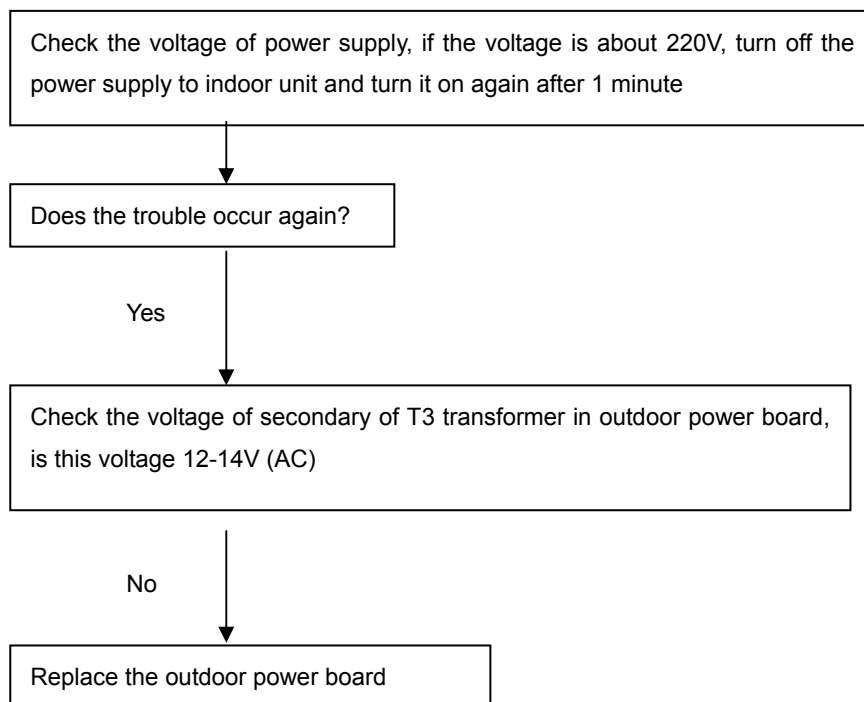 Check the voltage of power supply, if the voltage is about 220V, turn off the
power supply to indoor unit and turn it on again after 1 minute
Does the trouble occur again?
Yes
Check the voltage of secondary of T3 transformer in outdoor power board,
is this voltage 12-14V (AC)
No
Replace the outdoor power board